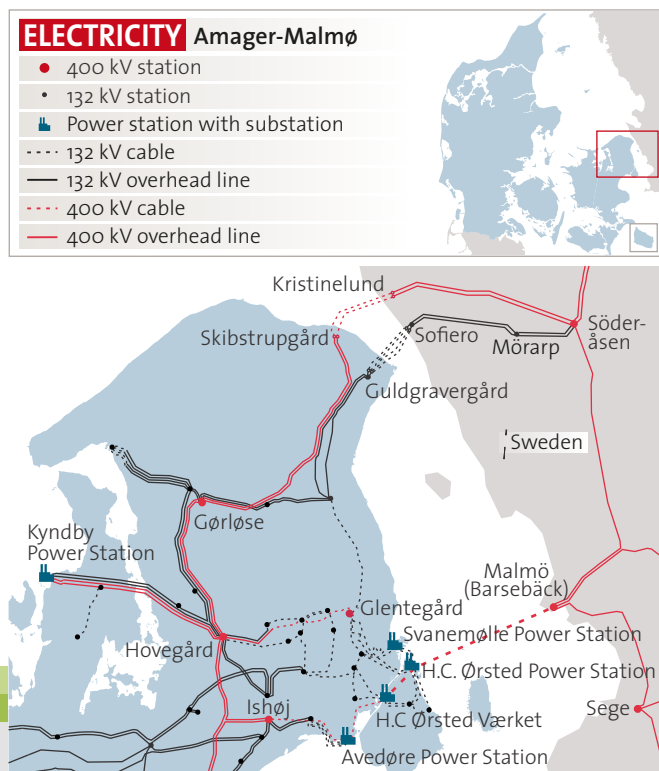 ELECTRICITY Amager-Malmø
400 kV station
132 kV station
Power station with substation
132 kV cable
132 kV overhead line
400 kV cable
400 kV overhead line
Kristinelund
Skibstrupgård
Sofiero
Mörarp
Söder-
åsen
Guldgravergård
Sweden
Gørløse
Kyndby
Power Station
Malmö
(Barsebäck)
Glentegård
Svanemølle Power Station
Hovegård
H.C. Ørsted Power Station
Ishøj
H.C Ørsted Værket
Sege
Avedøre Power Station